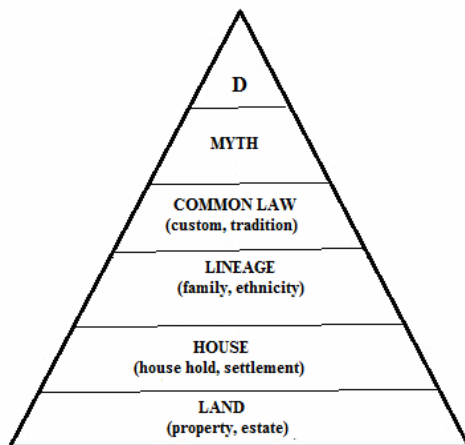 D
MYTH
COMMON LAW
(custom, tradition)
LINEAGE
(family, ethnicity)
HOUSE
(house hold, settlement)
LAND
(property, estate)